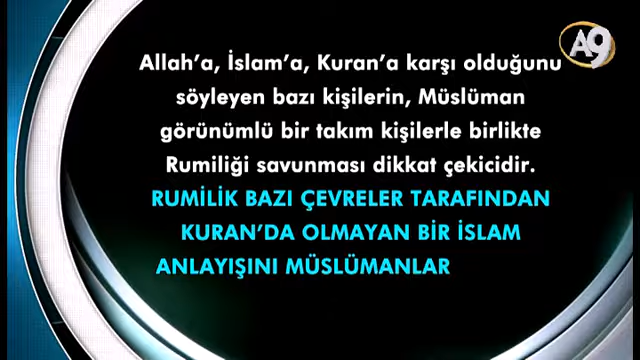 A9
Allah’a, İslam’a, Kuran’a karşı olduğunu
söyleyen bazı kişilerin, Müslüman
görünümlü bir takım kişilerle birlikte
Rumiliği savunması dikkat çekicidir.
RUMİLİK BAZI ÇEVRELER TARAFINDAN
KURAN’DA OLMAYAN BİR İSLAM
ANLAYIŞINI MÜSLÜMANLAR